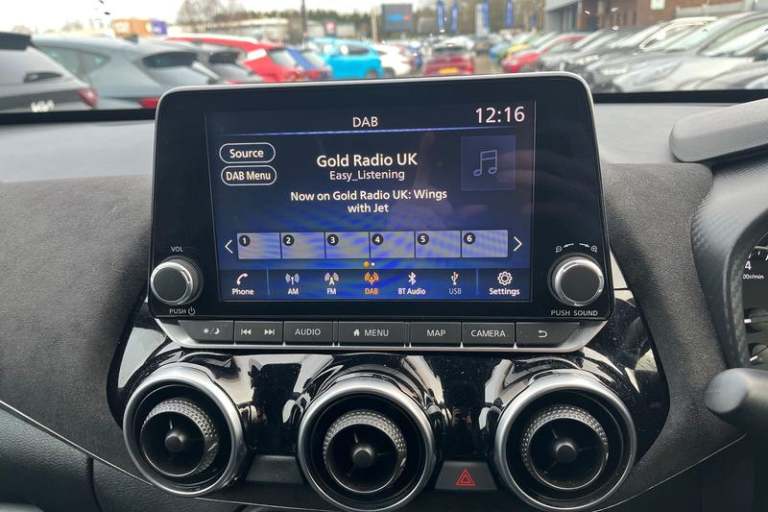 DAB
12:16
Source
DAB Menu
Gold Radio UK
Easy_Listening
Now on Gold Radio UK: Wings
with Jet
1 2 3 4 5 6
Phone AM FM DAB BT Audio USB Settings
VOL
PUSH
PUSH SOUND
AUDIO MENU MAP CAMERA
4